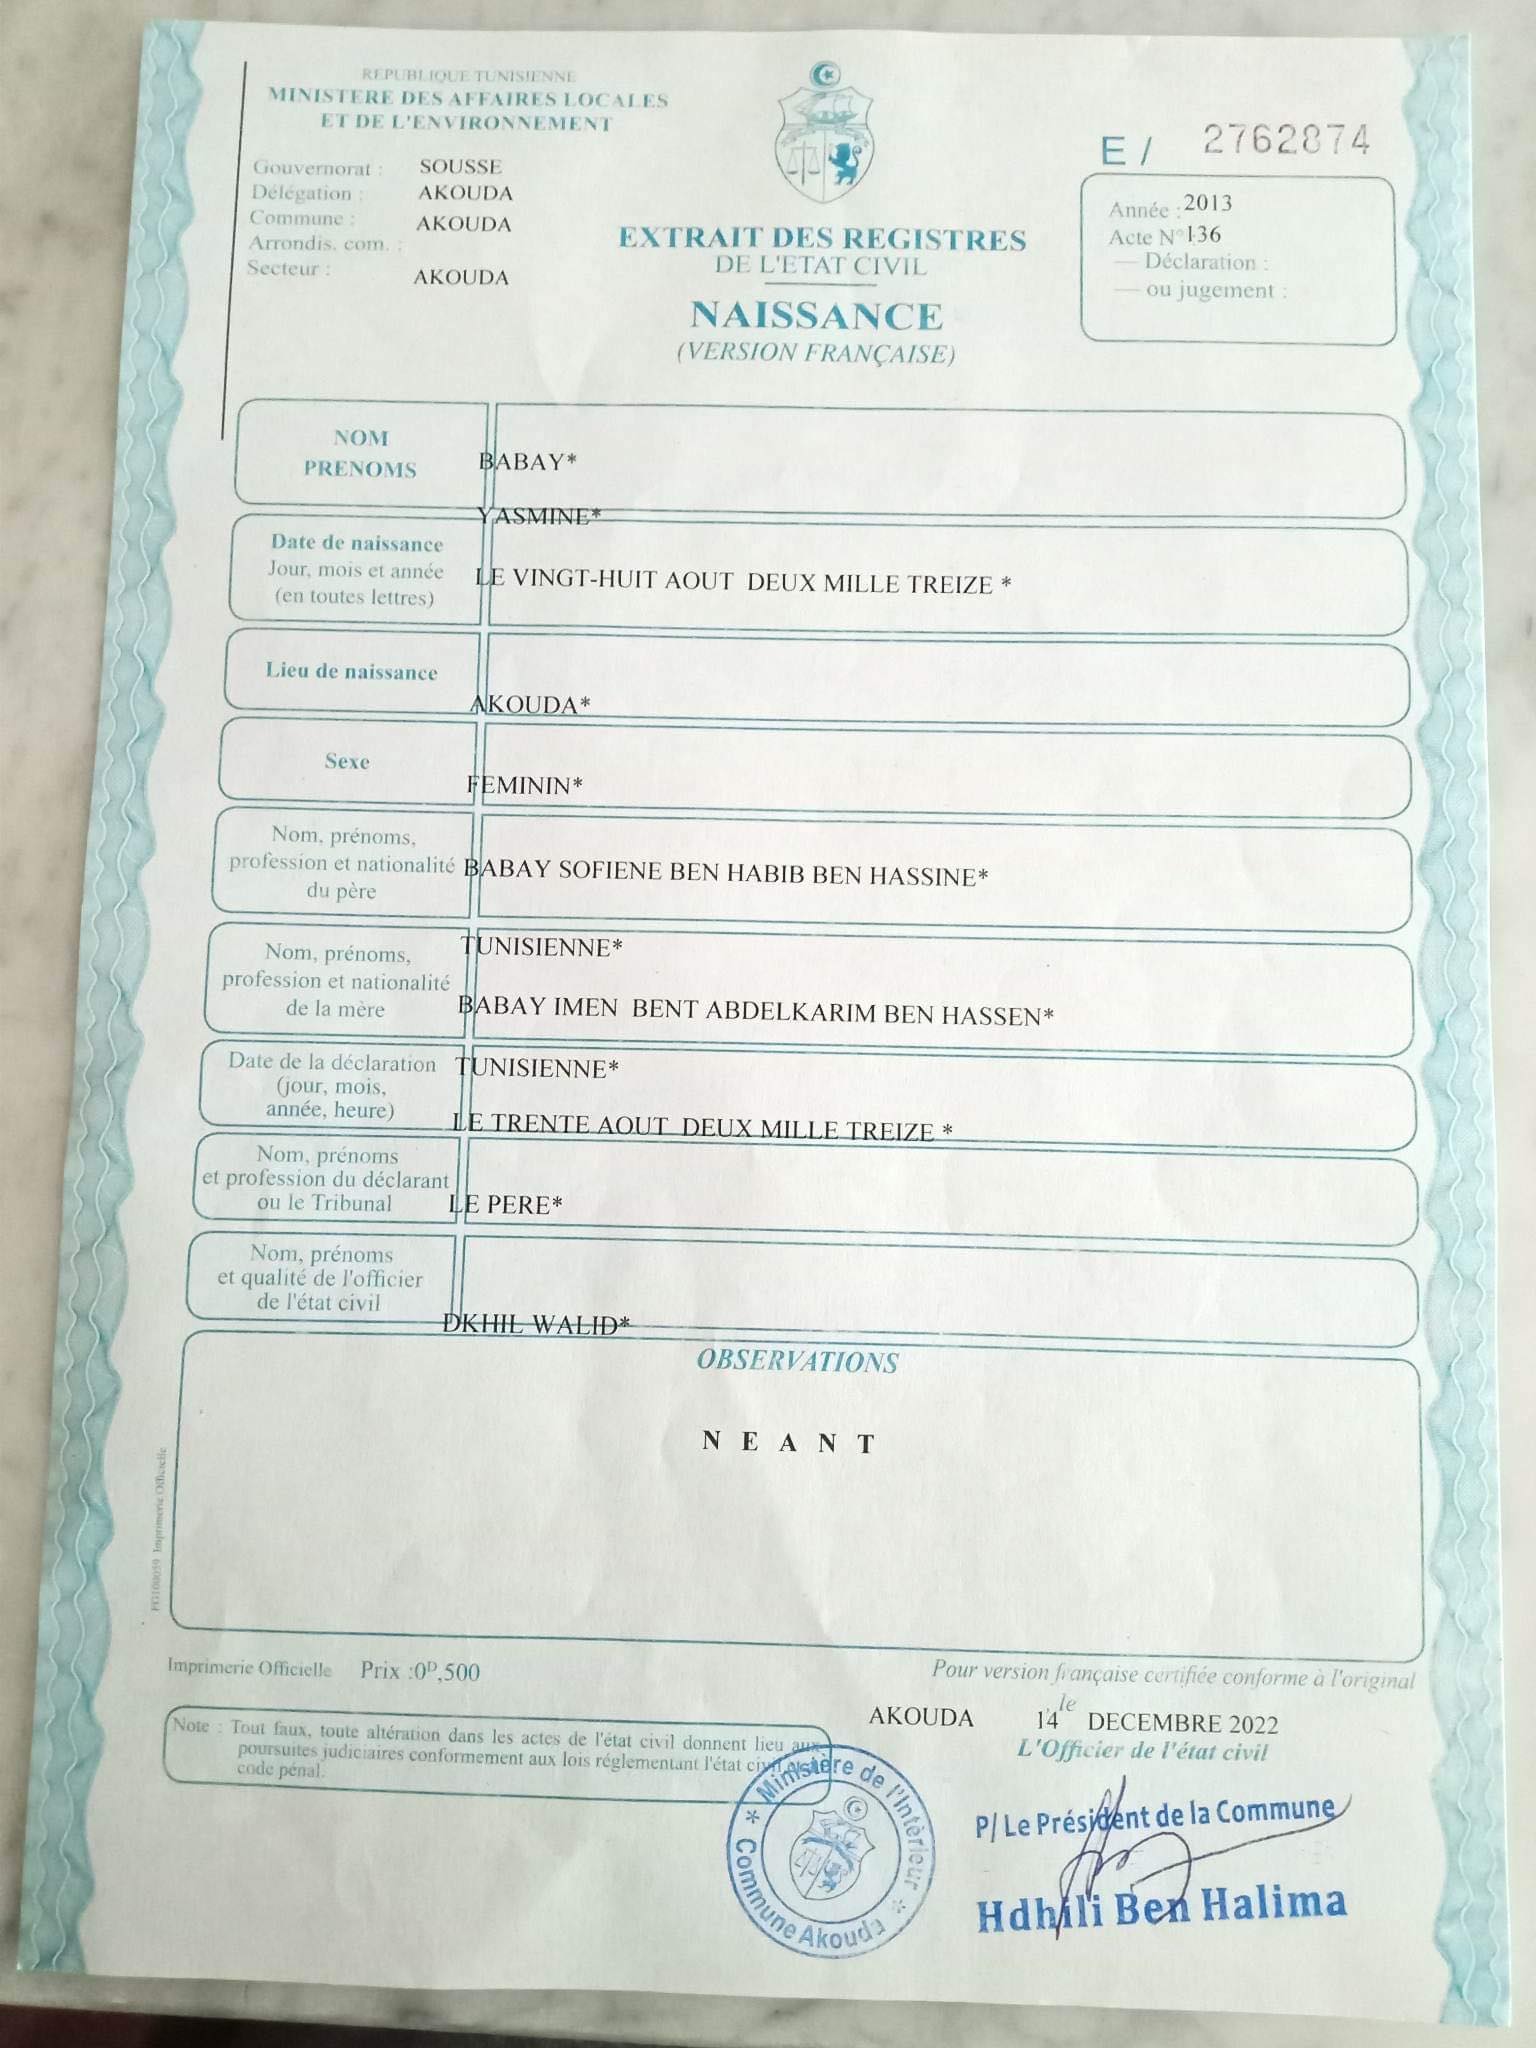 REPUBLIQUE TUNISIENNE
MINISTERE DES AFFAIRES LOCALES
ET DE L'ENVIRONNEMENT
Gouvernorat : SOUSSE
Délégation : AKOUDA
Commune : AKOUDA
Arrondis. com. :
Secteur : AKOUDA
E / 2762874
Année : 2013
Acte N° 136
— Déclaration :
— ou jugement :
EXTRAIT DES REGISTRES
DE L'ETAT CIVIL
NAISSANCE
(VERSION FRANÇAISE)
NOM
PRENOMS
BABAY*
YASMINE*
Date de naissance
Jour, mois et année
(en toutes lettres)
LE VINGT-HUIT AOUT DEUX MILLE TREIZE *
Lieu de naissance
AKOUDA*
Sexe
FEMININ*
Nom, prénoms,
profession et nationalité
du père
BABAY SOFIENE BEN HABIB BEN HASSINE*
TUNISIENNE*
Nom, prénoms,
profession et nationalité
de la mère
BABAY IMEN BENT ABDELKARIM BEN HASSEN*
TUNISIENNE*
Date de la déclaration
(jour, mois,
année, heure)
LE TRENTE AOUT DEUX MILLE TREIZE *
Nom, prénoms
et profession du déclarant
ou le Tribunal
LE PERE*
Nom, prénoms
et qualité de l'officier
de l'état civil
DKHIL WALID*
OBSERVATIONS
N E A N T
Imprimerie Officielle
Imprimerie Officielle Prix :0D,500
Pour version française certifiée conforme à l'original
AKOUDA le 14 DECEMBRE 2022
L'Officier de l'état civil
Note : Tout faux, toute altération dans les actes de l'état civil donnent lieu aux
poursuites judiciaires conformement aux lois réglementant l'état civil
code pénal.
* Ministère de l'Intèrieur *
Commune Akouda
P/ Le Président de la Commune
Hdhili Ben Halima